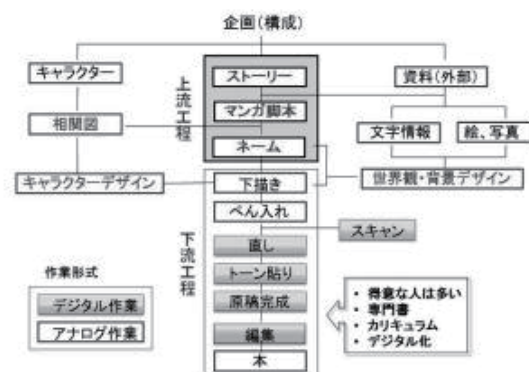 企画(構成)
キャラクター
ストーリー
資料(外部)
上流工程
マンガ脚本
相関図
文字情報
絵、写真
ネーム
キャラクターデザイン
下描き
世界観・背景デザイン
ぺん入れ
スキャン
下流工程
直し
作業形式
トーン貼り
デジタル作業
原稿完成
アナログ作業
編集
本
• 得意な人は多い
• 専門書
• カリキュラム
• デジタル化